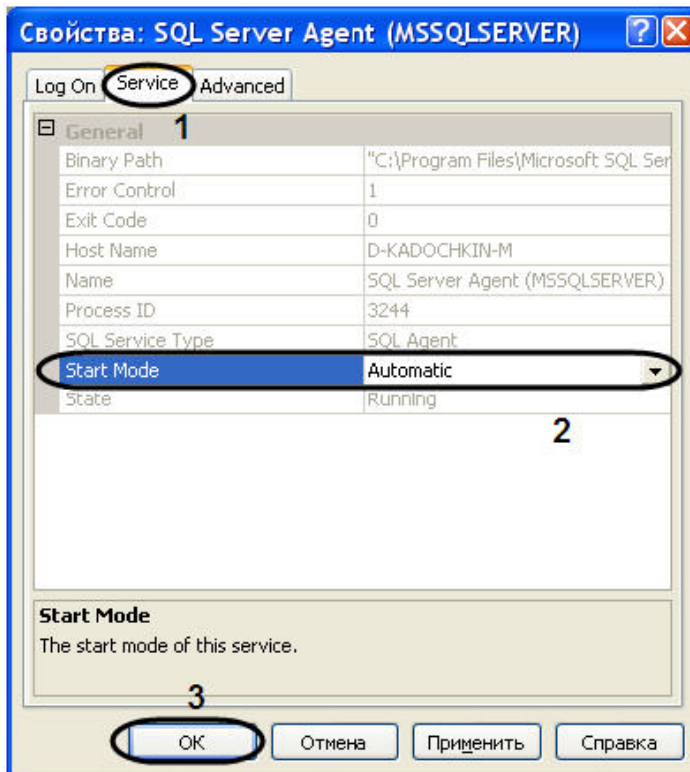 Свойства: SQL Server Agent (MSSQLSERVER)
Log On Service Advanced
1
General
Binary Path "C:\Program Files\Microsoft SQL Ser
Error Control 1
Exit Code 0
Host Name D-KADOCHKIN-M
Name SQL Server Agent (MSSQLSERVER)
Process ID 3244
SQL Service Type SQL Agent
Start Mode Automatic
State Running
2
Start Mode
The start mode of this service.
3
OK Отмена Применить Справка